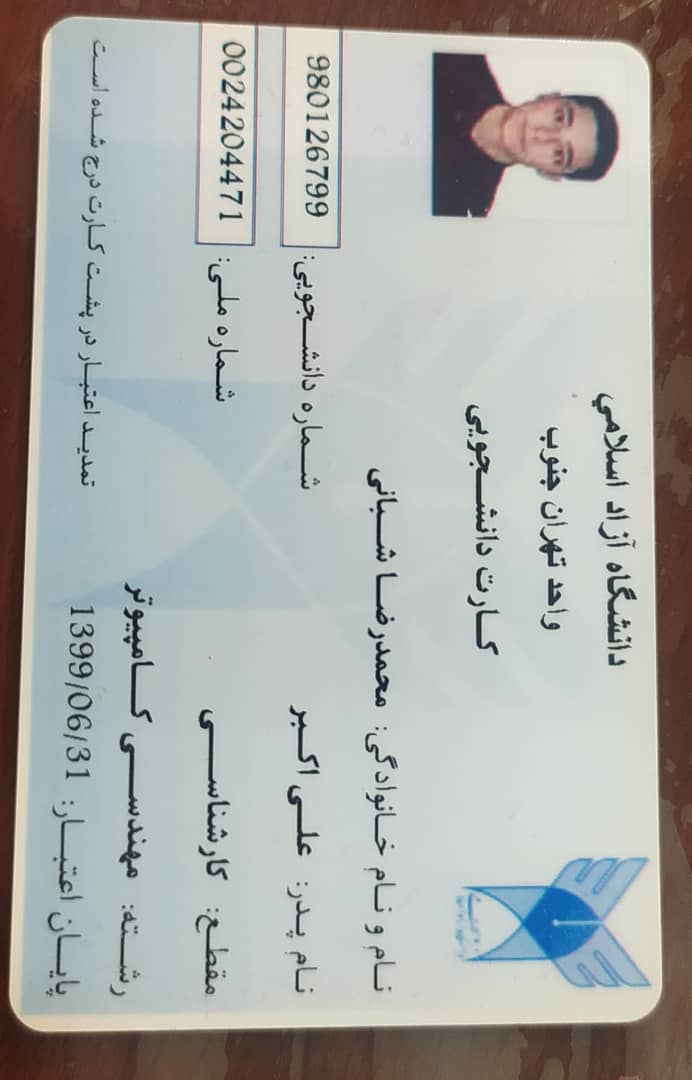 دانشگاه آزاد اسلامي
واحد تهران جنوب
کارت دانشجویی
نام و نام خانوادگی: محمدرضا شبانی
نام پدر: علی اکبر
شماره دانشجویی: 980126799
مقطع: کارشناسی
شماره ملی: 0024204471
رشته: مهندسی کامپیوتر
پایان اعتبار: 1399/06/31
تمدید اعتبار در پشت کارت درج شده است